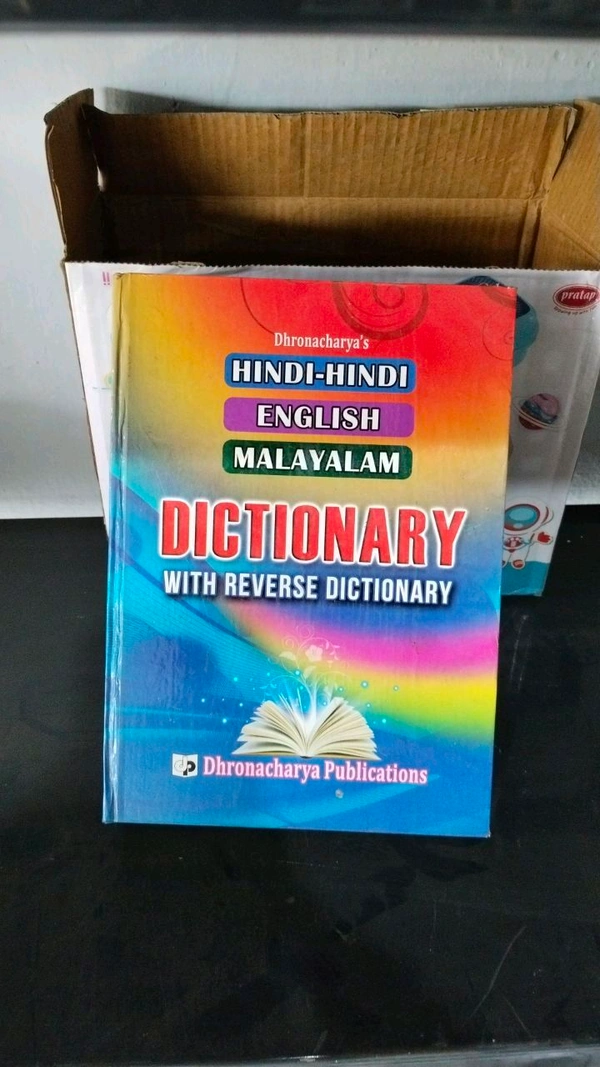 pratap
Dhronacharya's
HINDI-HINDI
ENGLISH
MALAYALAM
DICTIONARY
WITH REVERSE DICTIONARY
Dhronacharya Publications